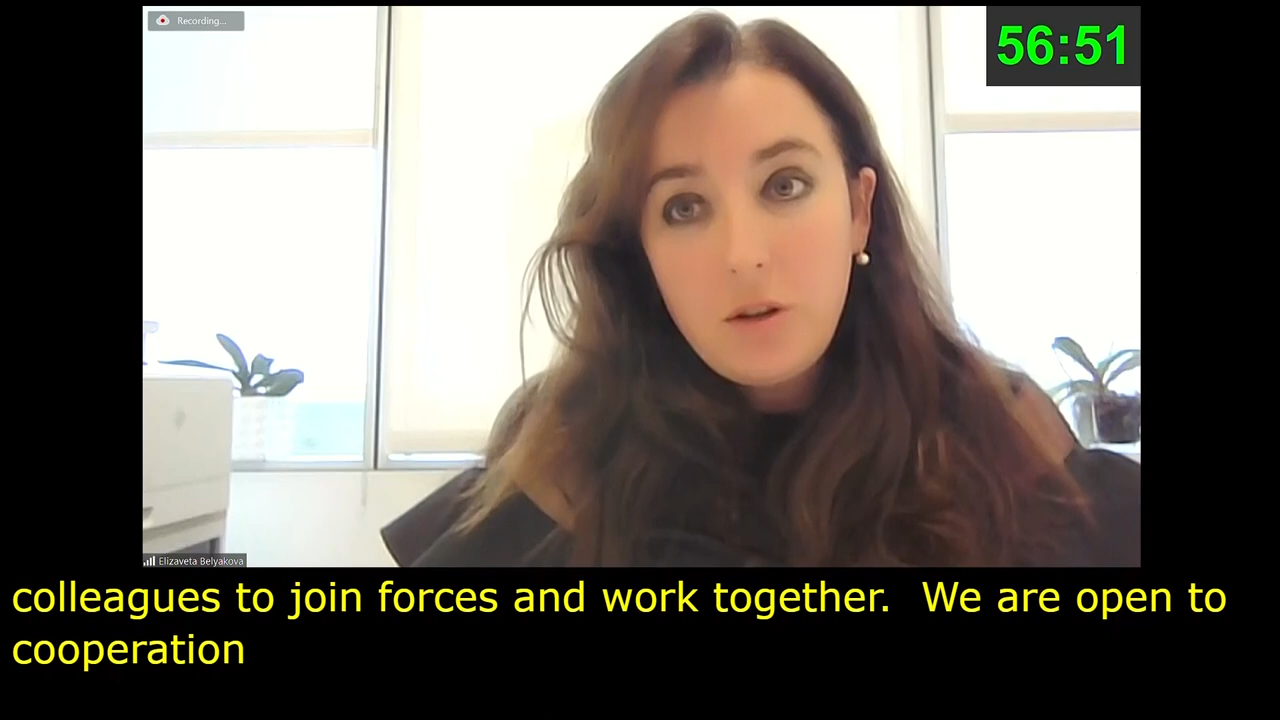 Recording...
56:51
Elizaveta Belyakova
colleagues to join forces and work together.  We are open to
cooperation